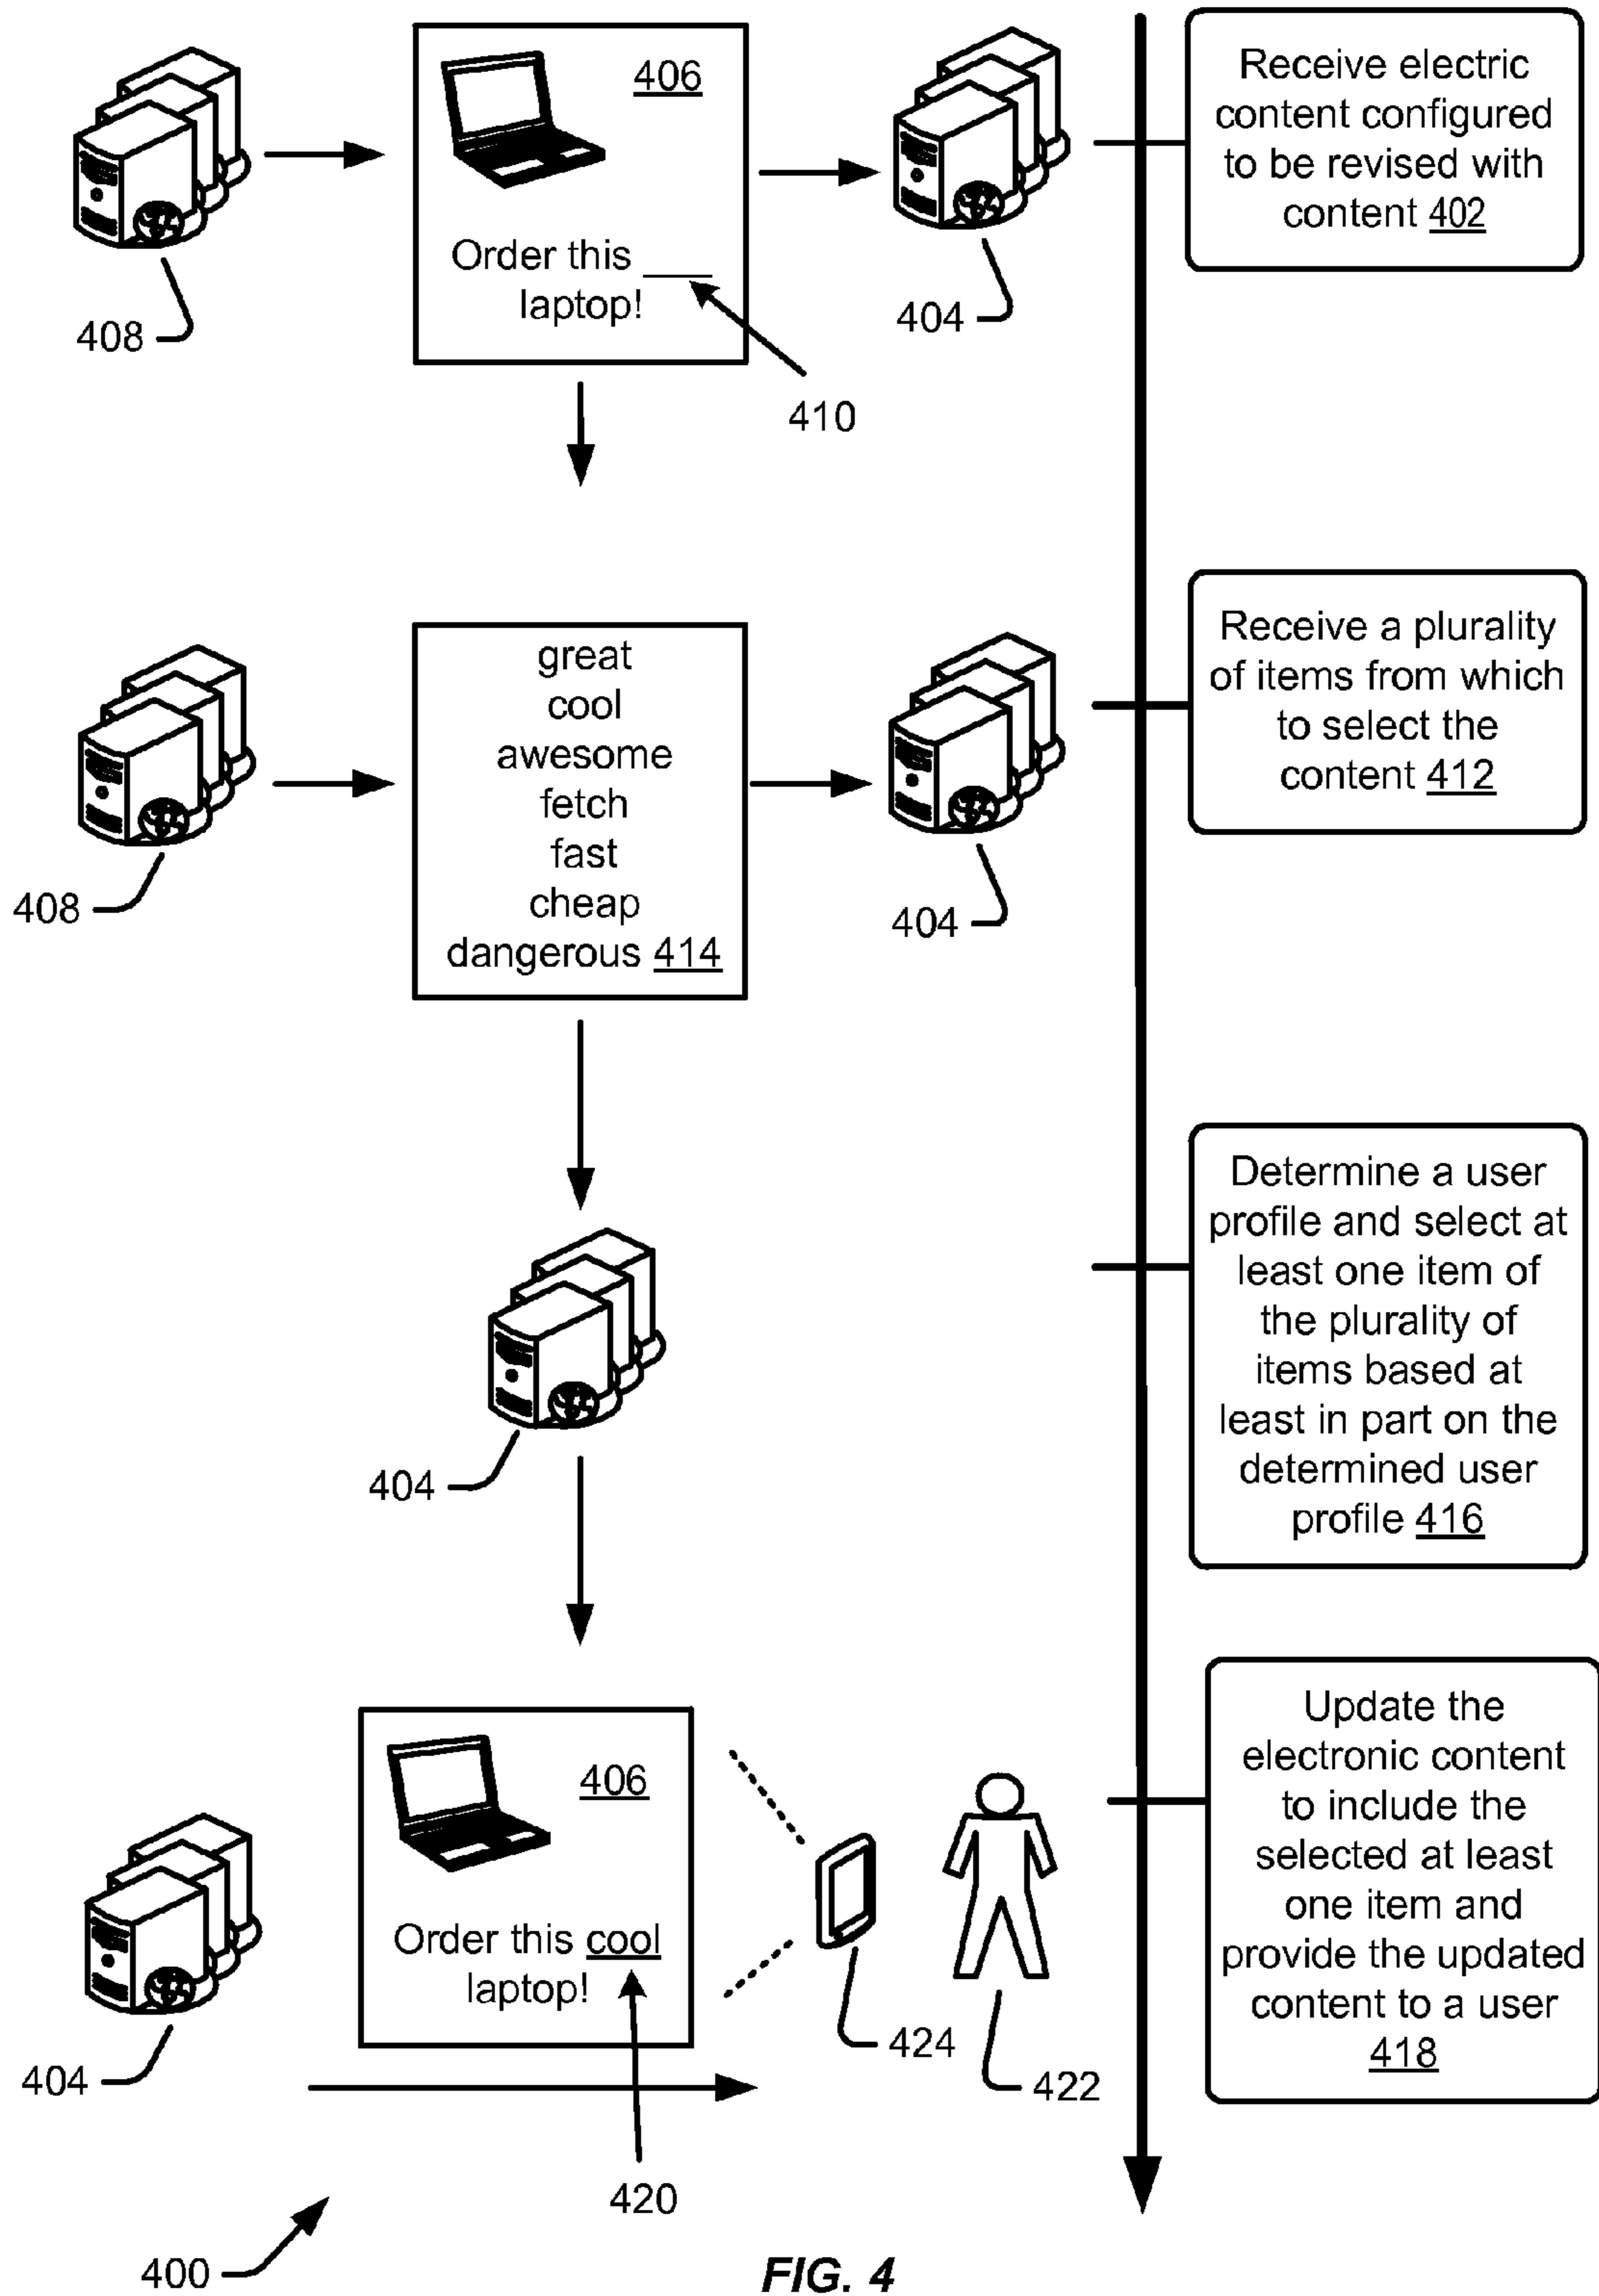 406
Order this ____
laptop!
408
404
410
Receive electric
content configured
to be revised with
content 402
great
cool
awesome
fetch
fast
cheap
dangerous 414
408
404
Receive a plurality
of items from which
to select the
content 412
404
Determine a user
profile and select at
least one item of
the plurality of
items based at
least in part on the
determined user
profile 416
406
Order this cool
laptop!
404
424
422
420
Update the
electronic content
to include the
selected at least
one item and
provide the updated
content to a user
418
400
FIG. 4